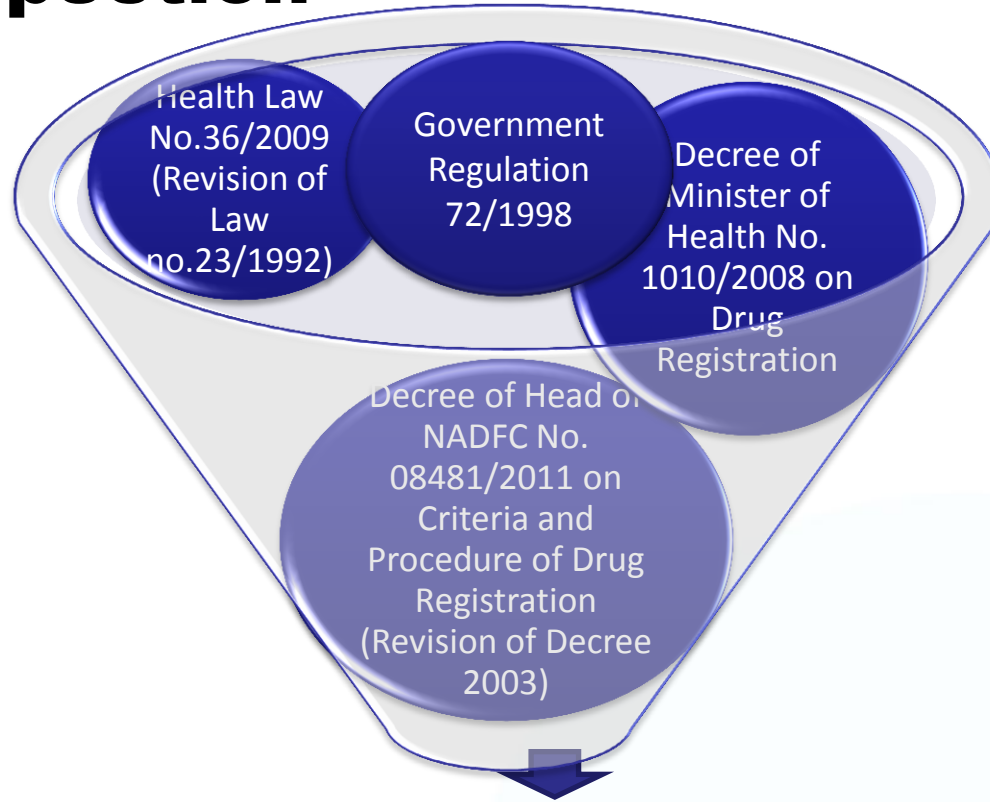 Health Law
No.36/2009
(Revision of
Law
no.23/1992)
Government
Regulation
72/1998
Decree of
Minister of
Health No.
1010/2008 on
Drug
Registration
Decree of Head of
NADFC No.
08481/2011 on
Criteria and
Procedure of Drug
Registration
(Revision of Decree
2003)